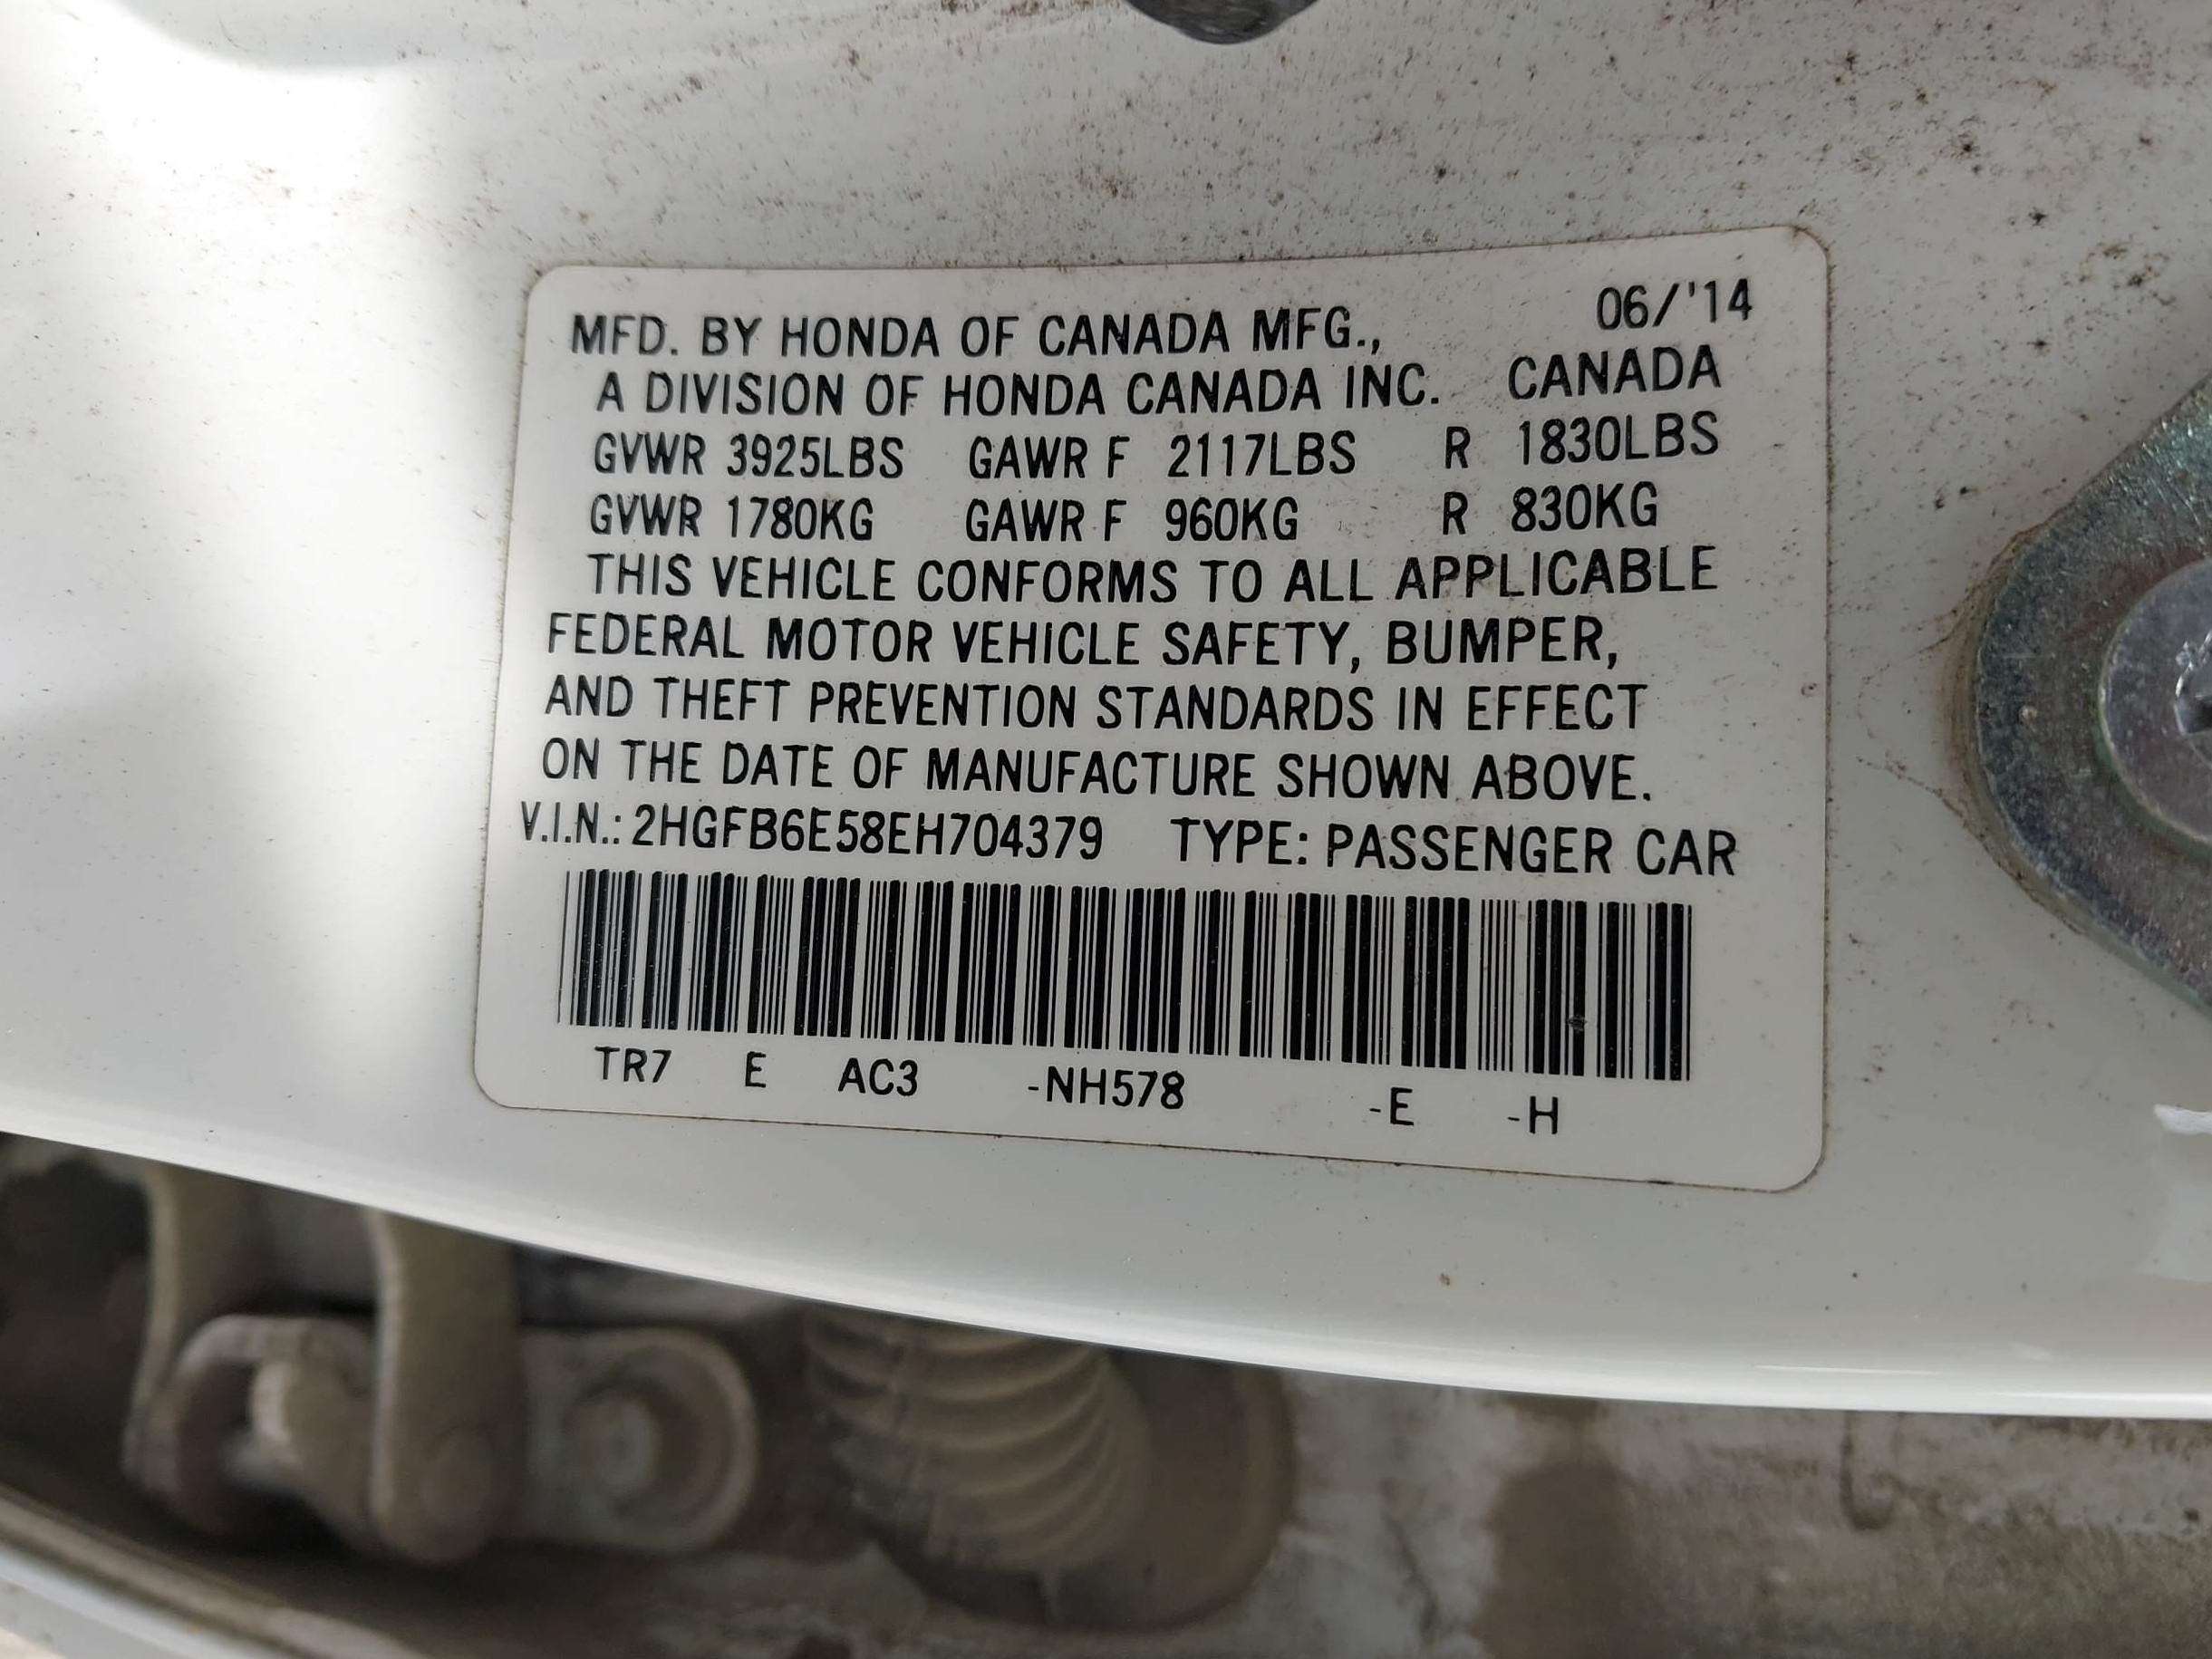 06/'14
MFD. BY HONDA OF CANADA MFG.,
A DIVISION OF HONDA CANADA INC. CANADA
GVWR 3925LBS GAWR F 2117LBS R 1830LBS
GVWR 1780KG GAWR F 960KG R 830KG
THIS VEHICLE CONFORMS TO ALL APPLICABLE
FEDERAL MOTOR VEHICLE SAFETY, BUMPER,
AND THEFT PREVENTION STANDARDS IN EFFECT
ON THE DATE OF MANUFACTURE SHOWN ABOVE.
V.I.N.: 2HGFB6E58EH704379 TYPE: PASSENGER CAR
TR7 E AC3 -NH578 -E -H